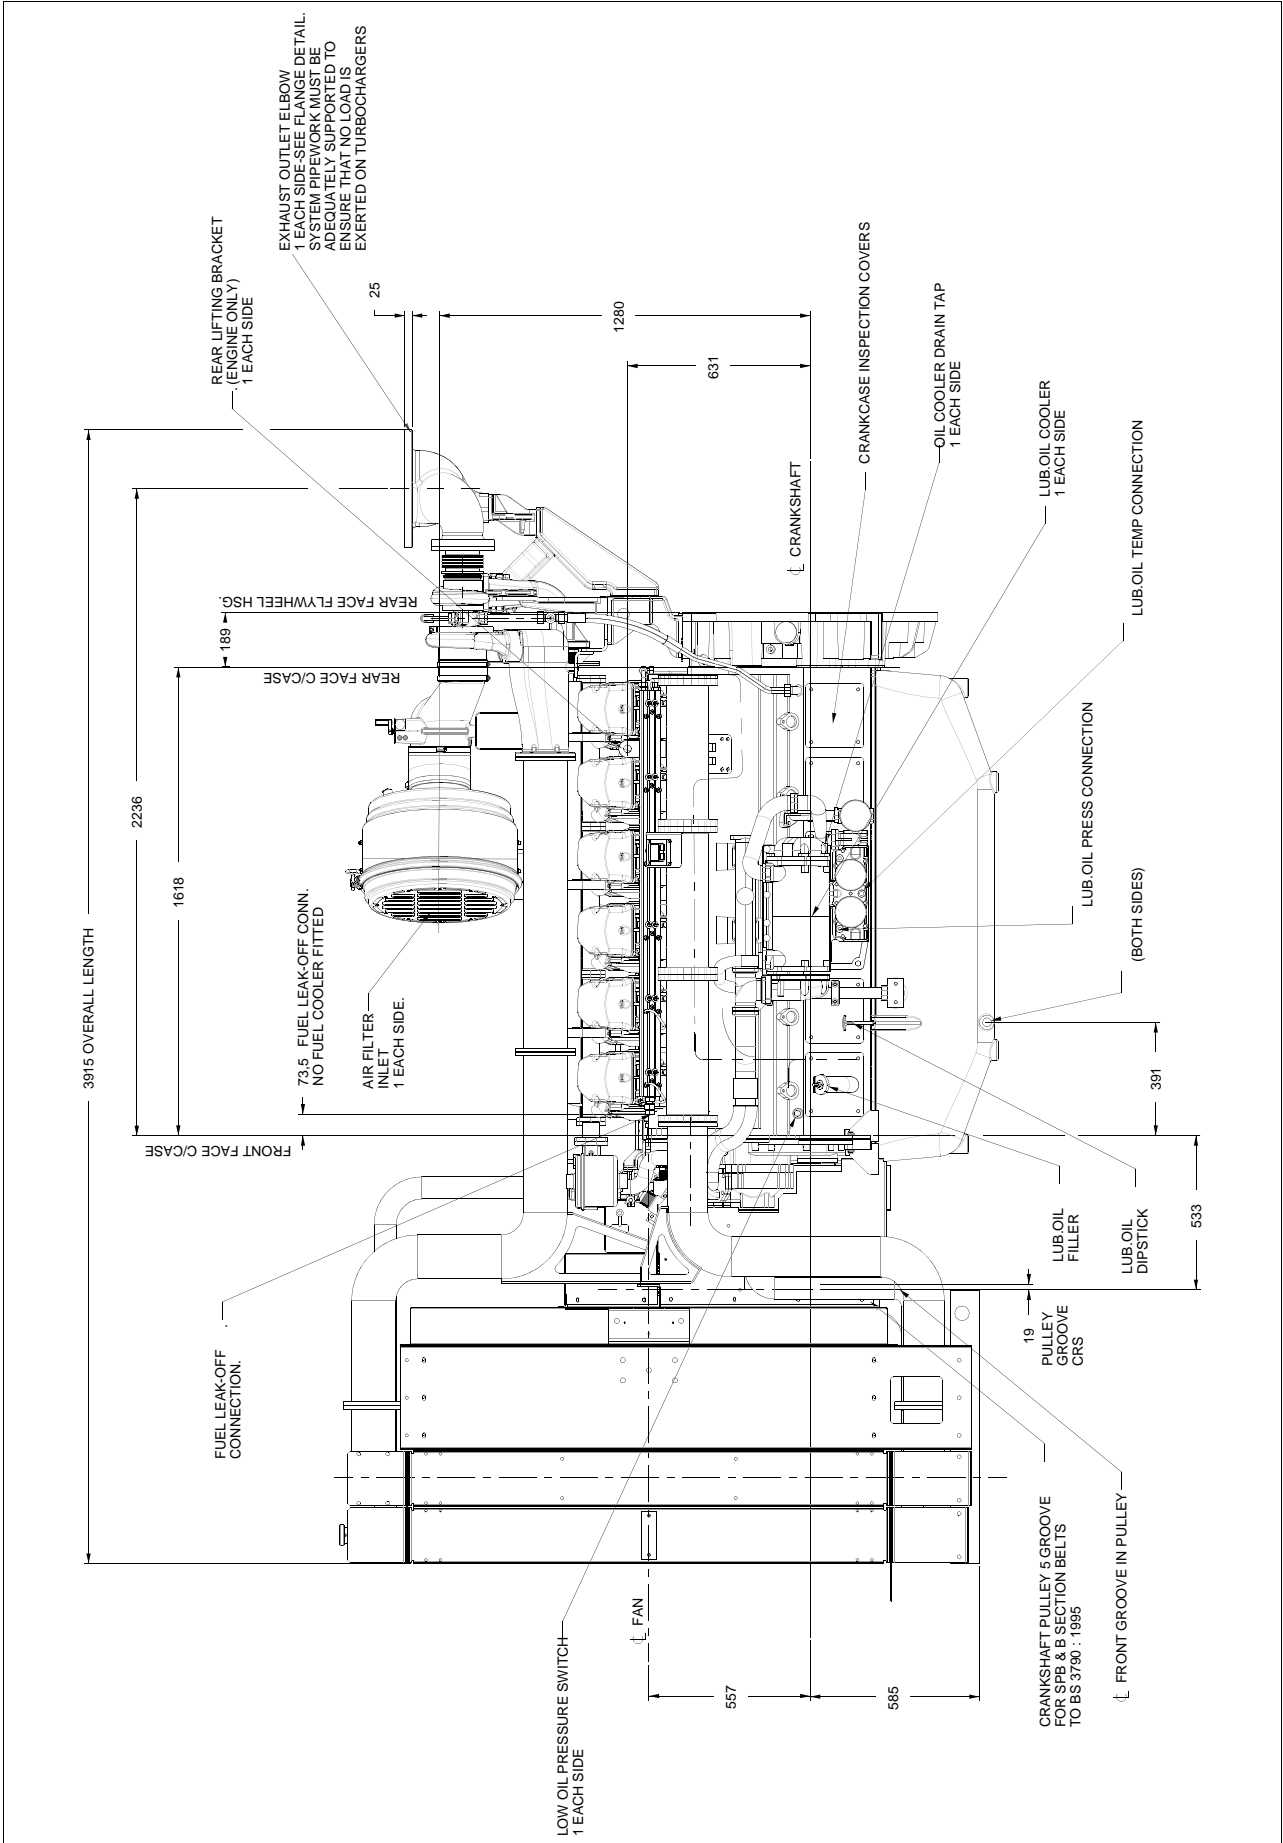 3915 OVERALL LENGTH
2236
1618
189
REAR FACE FLYWHEEL HSG.
REAR FACE C/CASE
FRONT FACE C/CASE
73,5 FUEL LEAK-OFF CONN.
NO FUEL COOLER FITTED
AIR FILTER
INLET
1 EACH SIDE.
REAR LIFTING BRACKET
(ENGINE ONLY)
1 EACH SIDE
EXHAUST OUTLET ELBOW
1 EACH SIDE-SEE FLANGE DETAIL.
SYSTEM PIPEWORK MUST BE
ADEQUATELY SUPPORTED TO
ENSURE THAT NO LOAD IS
EXERTED ON TURBOCHARGERS
25
1280
631
FUEL LEAK-OFF
CONNECTION.
LOW OIL PRESSURE SWITCH
1 EACH SIDE
℄ FAN
557
585
℄ CRANKSHAFT
CRANKCASE INSPECTION COVERS
OIL COOLER DRAIN TAP
1 EACH SIDE
LUB.OIL COOLER
1 EACH SIDE
LUB.OIL TEMP CONNECTION
LUB.OIL PRESS CONNECTION
(BOTH SIDES)
391
533
LUB.OIL
FILLER
LUB.OIL
DIPSTICK
19
PULLEY
GROOVE
CRS
CRANKSHAFT PULLEY 5 GROOVE
FOR SPB & B SECTION BELTS
TO BS 3790 : 1995
℄ FRONT GROOVE IN PULLEY